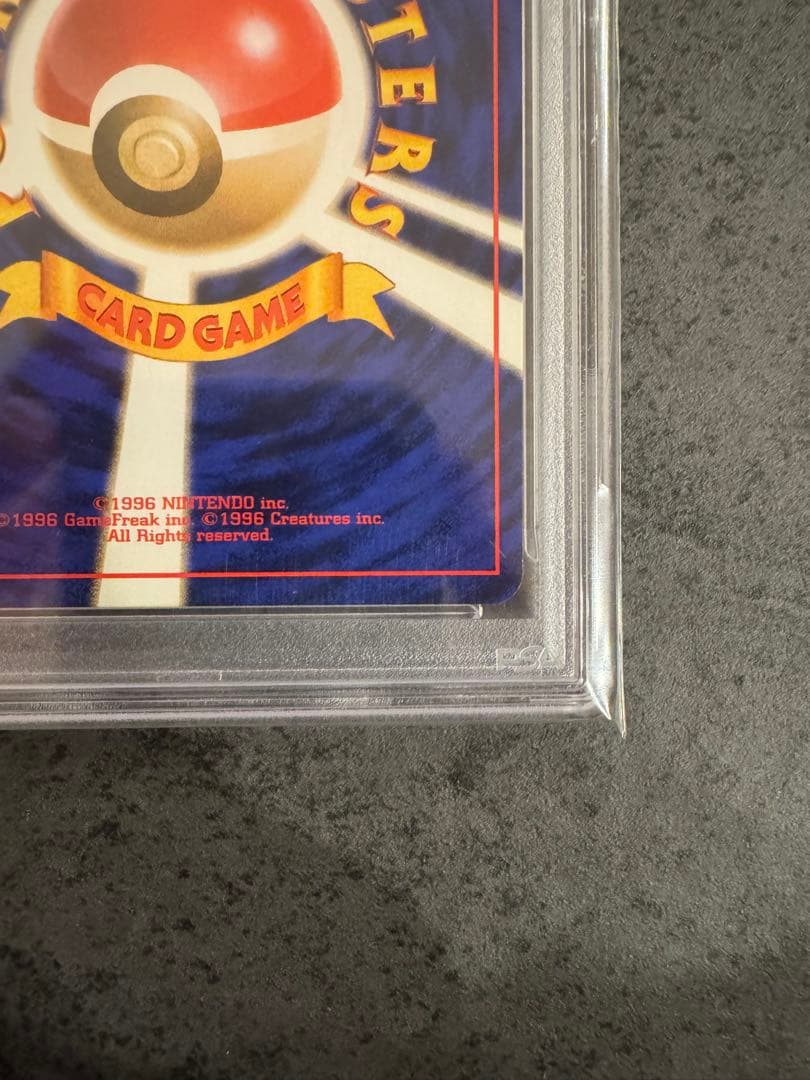 TERS
CARD GAME
©1996 NINTENDO inc.
©1996 GameFreak inc. ©1996 Creatures inc.
All Rights reserved.
PSA